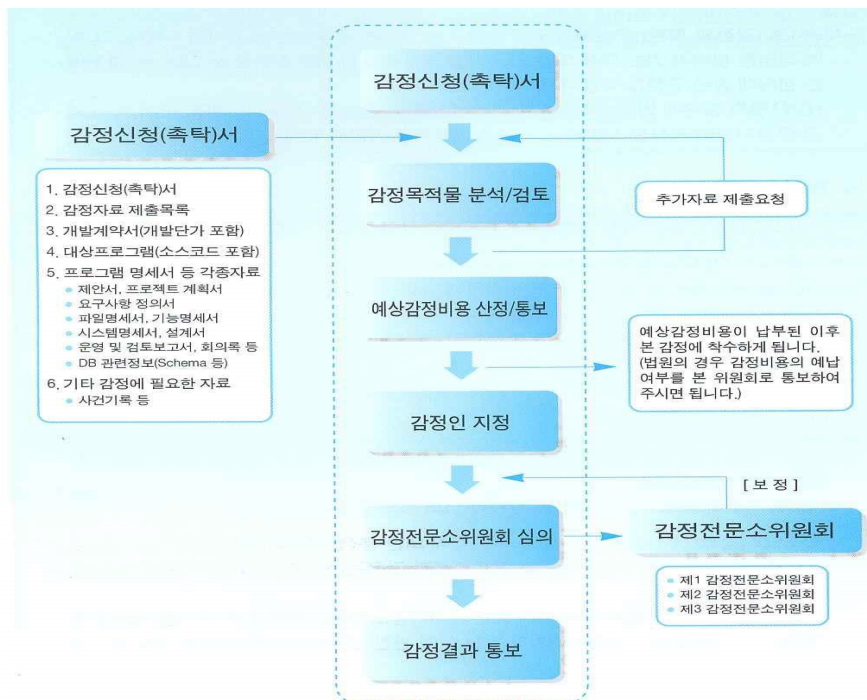 감정신청(촉탁)서
감정신청(촉탁)서
1. 감정신청(촉탁)서
2. 감정자료 제출목록
3. 개발계약서(개발단가 포함)
4. 대상프로그램(소스코드 포함)
5. 프로그램 명세서 등 각종자료
제안서, 프로젝트 계획서
요구사항 정의서
파일명세서, 기능명세서
시스템명세서, 설계서
운영 및 검토보고서, 회의록 등
DB 관련정보(Schema 등)
6. 기타 감정에 필요한 자료
사건기록 등
감정목적물 분석/검토
추가자료 제출요청
예상감정비용 산정/통보
예상감정비용이 납부된 이후
본 감정에 착수하게 됩니다.
(법원의 경우 감정비용의 예납
여부를 본 위원회로 통보하여
주시면 됩니다.)
감정인 지정
[ 보 정 ]
감정전문소위원회 심의
감정전문소위원회
제1 감정전문소위원회
제2 감정전문소위원회
제3 감정전문소위원회
감정결과 통보